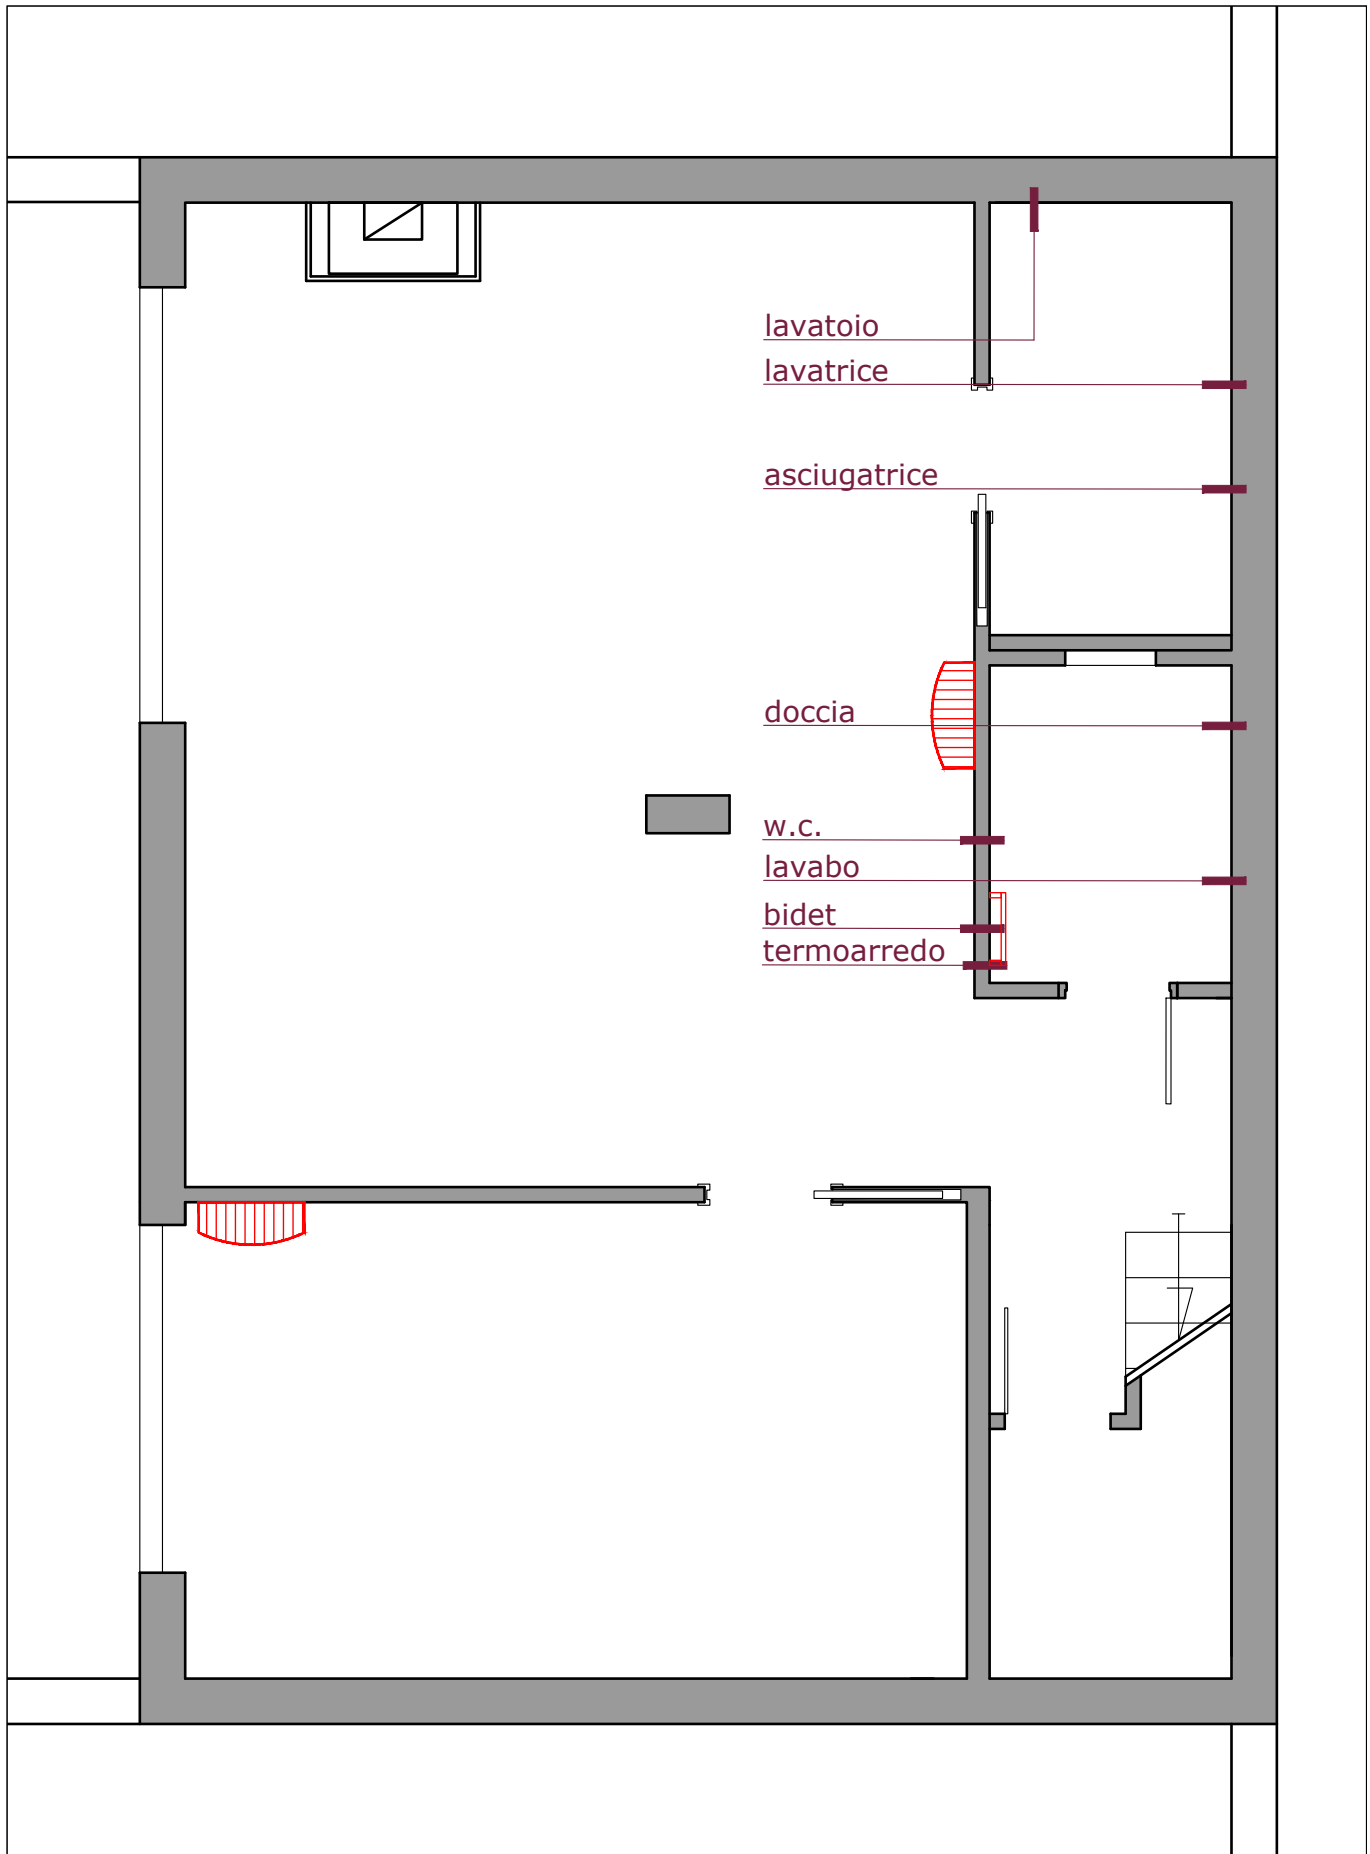 lavatoio
lavatrice
asciugatrice
doccia
w.c.
lavabo
bidet
termoarredo